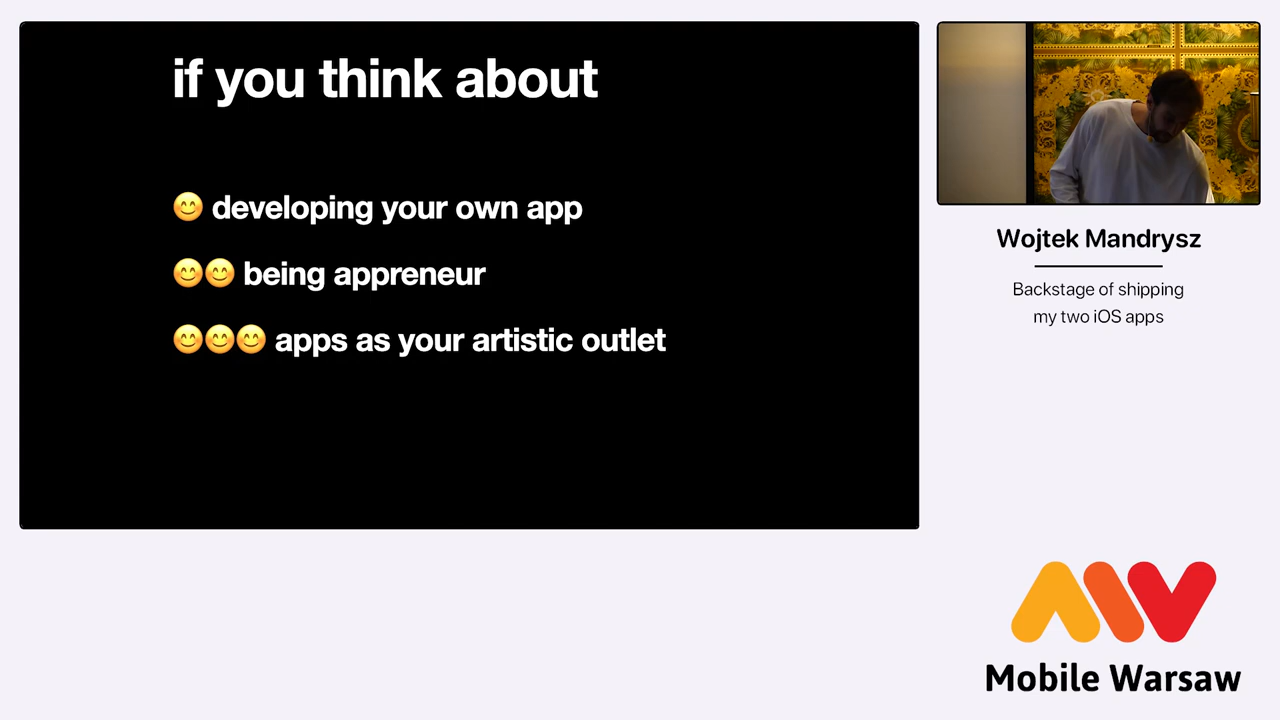 if you think about
😊 developing your own app
😊😊 being appreneur
😊😊😊 apps as your artistic outlet
Wojtek Mandrysz
Backstage of shipping
my two iOS apps
Mobile Warsaw